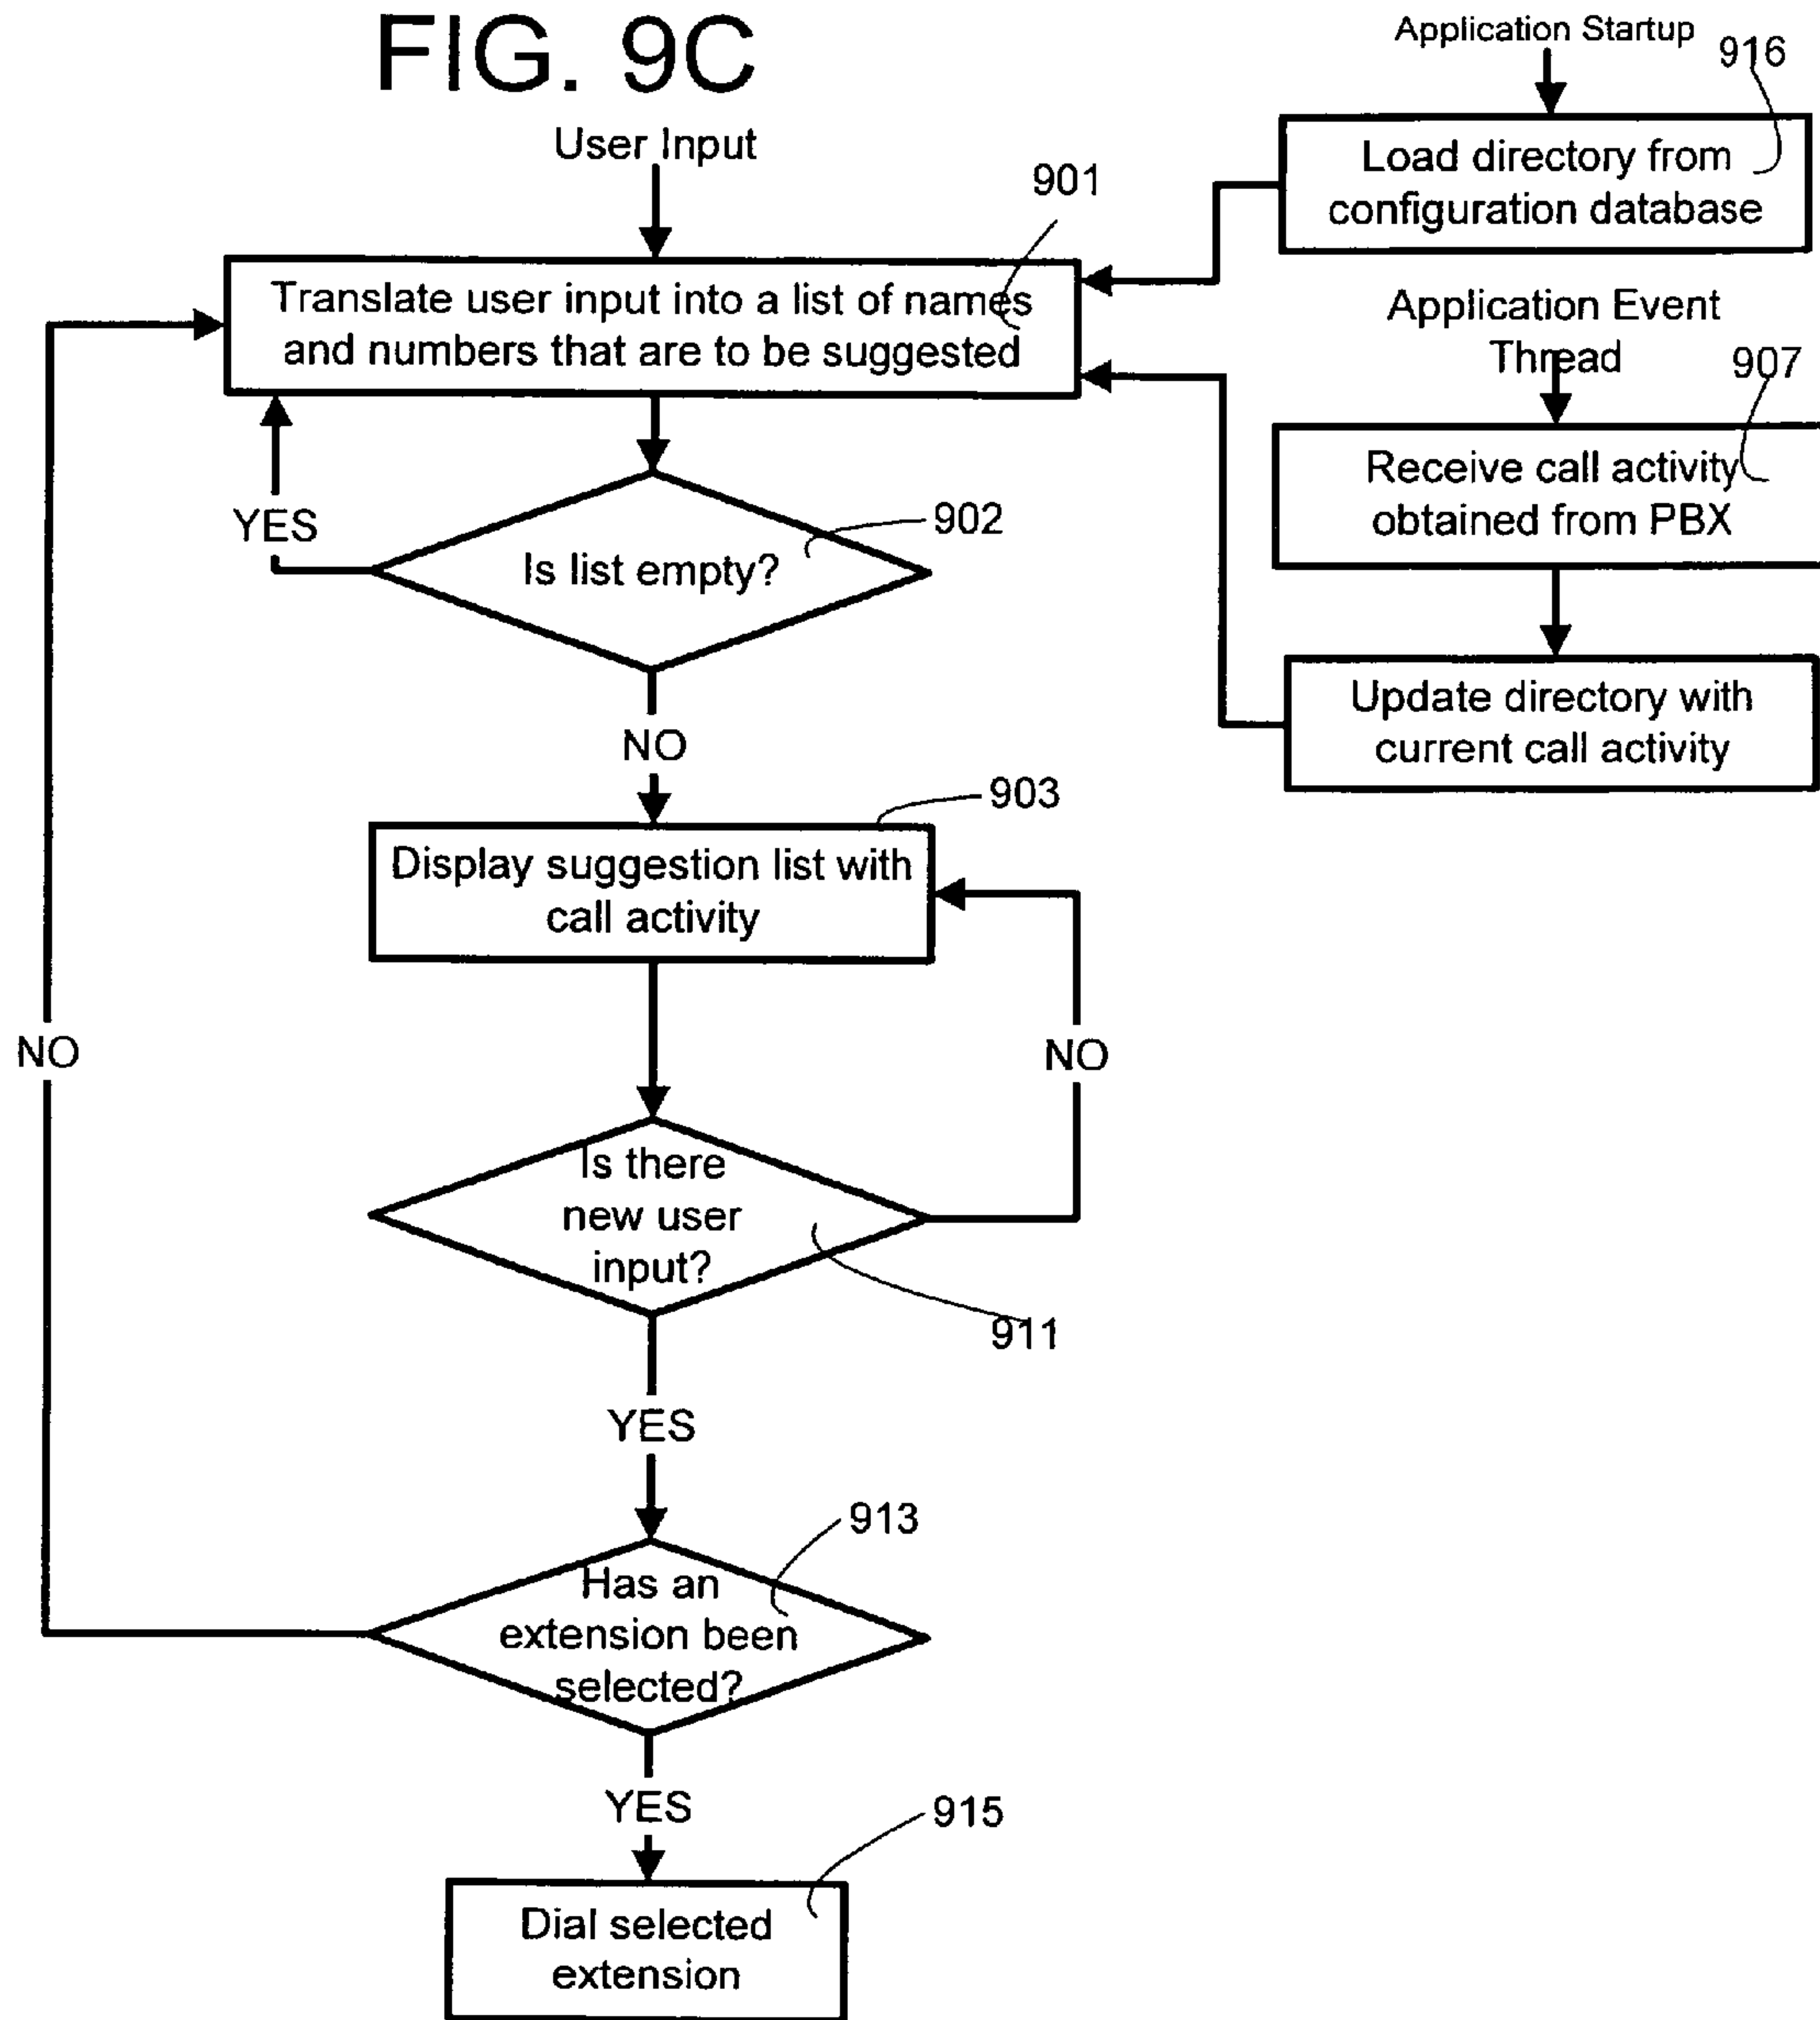 FIG. 9C
User Input
901
Translate user input into a list of names
and numbers that are to be suggested
YES
902
Is list empty?
NO
903
Display suggestion list with
call activity
NO
NO
Is there
new user
input?
911
YES
913
Has an
extension been
selected?
YES
915
Dial selected
extension
Application Startup
916
Load directory from
configuration database
Application Event
Thread
907
Receive call activity
obtained from PBX
Update directory with
current call activity